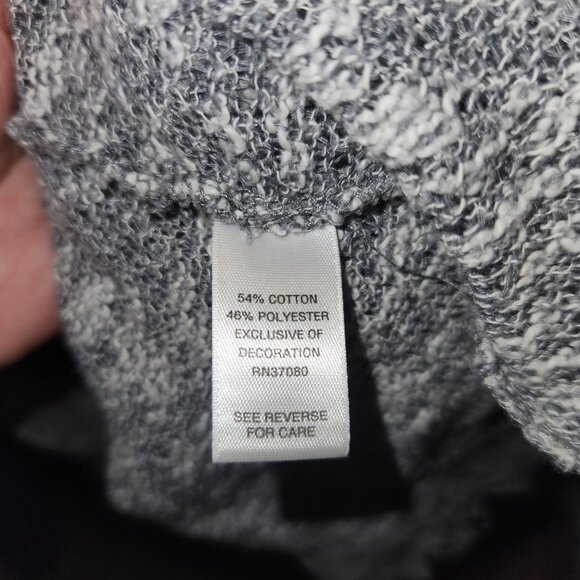 54% COTTON
46% POLYESTER
EXCLUSIVE OF
DECORATION
RN37080
SEE REVERSE
FOR CARE